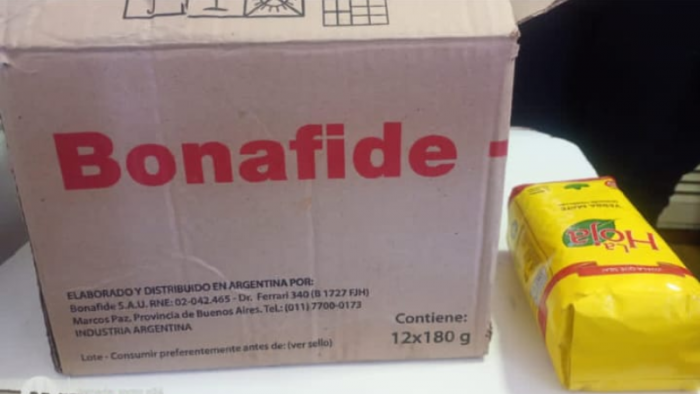 Bonafide -
ELABORADO Y DISTRIBUIDO EN ARGENTINA POR:
Bonafide S.A.U. RNE: 02-042.465 - Dr. Ferrari 340 (B 1727 FJH)
Marcos Paz, Provincia de Buenos Aires. Tel.: (011) 7700-0173
INDUSTRIA ARGENTINA
Lote - Consumir preferentemente antes de: (ver sello)
Contiene:
12x180 g
YERBA MATE
La
Hoja